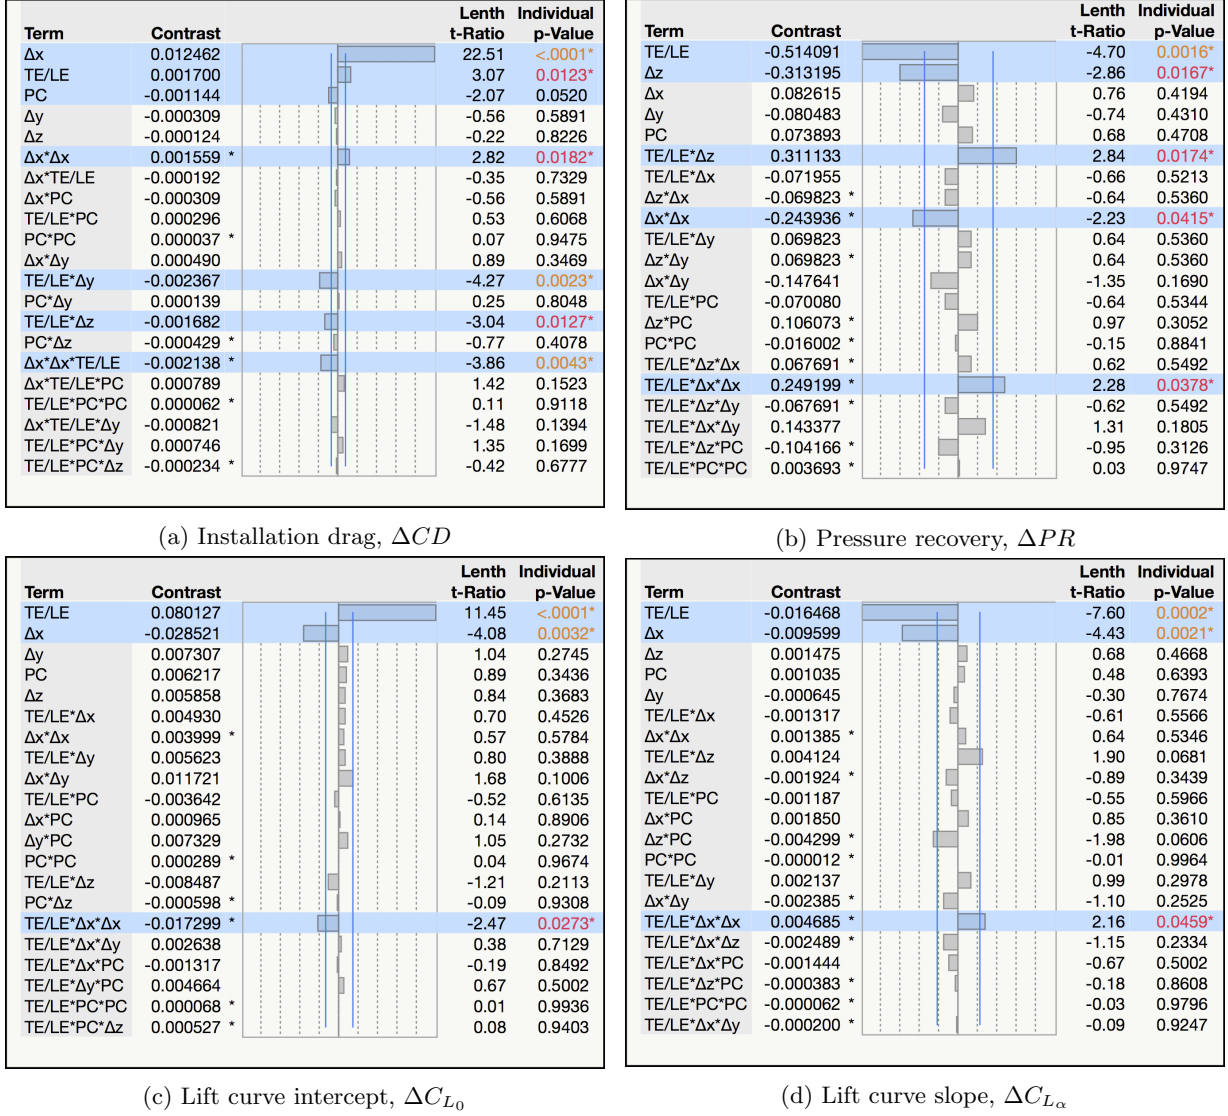 Term Contrast Lenth t-Ratio Individual p-Value
Δx 0.012462 22.51 <.0001*
TE/LE 0.001700 3.07 0.0123*
PC -0.001144 -2.07 0.0520
Δy -0.000309 -0.56 0.5891
Δz -0.000124 -0.22 0.8226
Δx*Δx 0.001559 * 2.82 0.0182*
Δx*TE/LE -0.000192 -0.35 0.7329
Δx*PC -0.000309 -0.56 0.5891
TE/LE*PC 0.000296 0.53 0.6068
PC*PC 0.000037 * 0.07 0.9475
Δx*Δy 0.000490 0.89 0.3469
TE/LE*Δy -0.002367 -4.27 0.0023*
PC*Δy 0.000139 0.25 0.8048
TE/LE*Δz -0.001682 -3.04 0.0127*
PC*Δz -0.000429 * -0.77 0.4078
Δx*Δx*TE/LE -0.002138 * -3.86 0.0043*
Δx*TE/LE*PC 0.000789 1.42 0.1523
TE/LE*PC*PC 0.000062 * 0.11 0.9118
Δx*TE/LE*Δy -0.000821 -1.48 0.1394
TE/LE*PC*Δy 0.000746 1.35 0.1699
TE/LE*PC*Δz -0.000234 * -0.42 0.6777
(a) Installation drag, ΔCD
Term Contrast Lenth t-Ratio Individual p-Value
TE/LE -0.514091 -4.70 0.0016*
Δz -0.313195 -2.86 0.0167*
Δx 0.082615 0.76 0.4194
Δy -0.080483 -0.74 0.4310
PC 0.073893 0.68 0.4708
TE/LE*Δz 0.311133 2.84 0.0174*
TE/LE*Δx -0.071955 -0.66 0.5213
Δz*Δx -0.069823 * -0.64 0.5360
Δx*Δx -0.243936 * -2.23 0.0415*
TE/LE*Δy 0.069823 0.64 0.5360
Δz*Δy 0.069823 * 0.64 0.5360
Δx*Δy -0.147641 -1.35 0.1690
TE/LE*PC -0.070080 -0.64 0.5344
Δz*PC 0.106073 * 0.97 0.3052
PC*PC -0.016002 * -0.15 0.8841
TE/LE*Δz*Δx 0.067691 * 0.62 0.5492
TE/LE*Δx*Δx 0.249199 * 2.28 0.0378*
TE/LE*Δz*Δy -0.067691 * -0.62 0.5492
TE/LE*Δx*Δy 0.143377 1.31 0.1805
TE/LE*Δz*PC -0.104166 * -0.95 0.3126
TE/LE*PC*PC 0.003693 * 0.03 0.9747
(b) Pressure recovery, ΔPR
Term Contrast Lenth t-Ratio Individual p-Value
TE/LE 0.080127 11.45 <.0001*
Δx -0.028521 -4.08 0.0032*
Δy 0.007307 1.04 0.2745
PC 0.006217 0.89 0.3436
Δz 0.005858 0.84 0.3683
TE/LE*Δx 0.004930 0.70 0.4526
Δx*Δx 0.003999 * 0.57 0.5784
TE/LE*Δy 0.005623 0.80 0.3888
Δx*Δy 0.011721 1.68 0.1006
TE/LE*PC -0.003642 -0.52 0.6135
Δx*PC 0.000965 0.14 0.8906
Δy*PC 0.007329 1.05 0.2732
PC*PC 0.000289 * 0.04 0.9674
TE/LE*Δz -0.008487 -1.21 0.2113
PC*Δz -0.000598 * -0.09 0.9308
TE/LE*Δx*Δx -0.017299 * -2.47 0.0273*
TE/LE*Δx*Δy 0.002638 0.38 0.7129
TE/LE*Δx*PC -0.001317 -0.19 0.8492
TE/LE*Δy*PC 0.004664 0.67 0.5002
TE/LE*PC*PC 0.000068 * 0.01 0.9936
TE/LE*PC*Δz 0.000527 * 0.08 0.9403
(c) Lift curve intercept, ΔC_{L_0}
Term Contrast Lenth t-Ratio Individual p-Value
TE/LE -0.016468 -7.60 0.0002*
Δx -0.009599 -4.43 0.0021*
Δz 0.001475 0.68 0.4668
PC 0.001035 0.48 0.6393
Δy -0.000645 -0.30 0.7674
TE/LE*Δx -0.001317 -0.61 0.5566
Δx*Δx 0.001385 * 0.64 0.5346
TE/LE*Δz 0.004124 1.90 0.0681
Δx*Δz -0.001924 * -0.89 0.3439
TE/LE*PC -0.001187 -0.55 0.5966
Δx*PC 0.001850 0.85 0.3610
Δz*PC -0.004299 * -1.98 0.0606
PC*PC -0.000012 * -0.01 0.9964
TE/LE*Δy 0.002137 0.99 0.2978
Δx*Δy -0.002385 * -1.10 0.2525
TE/LE*Δx*Δx 0.004685 * 2.16 0.0459*
TE/LE*Δx*Δz -0.002489 * -1.15 0.2334
TE/LE*Δx*PC -0.001444 -0.67 0.5002
TE/LE*Δz*PC -0.000383 * -0.18 0.8608
TE/LE*PC*PC -0.000062 * -0.03 0.9796
TE/LE*Δx*Δy -0.000200 * -0.09 0.9247
(d) Lift curve slope, ΔC_{L_α}